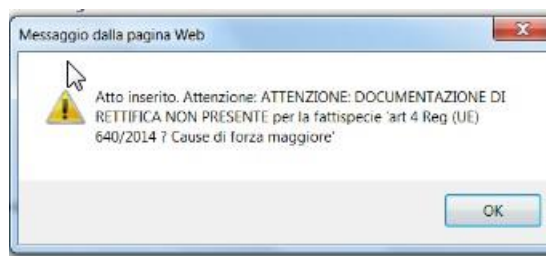 Messaggio dalla pagina Web
Atto inserito. Attenzione: ATTENZIONE: DOCUMENTAZIONE DI
RETTIFICA NON PRESENTE per la fattispecie 'art 4 Reg (UE)
640/2014 ? Cause di forza maggiore'
OK